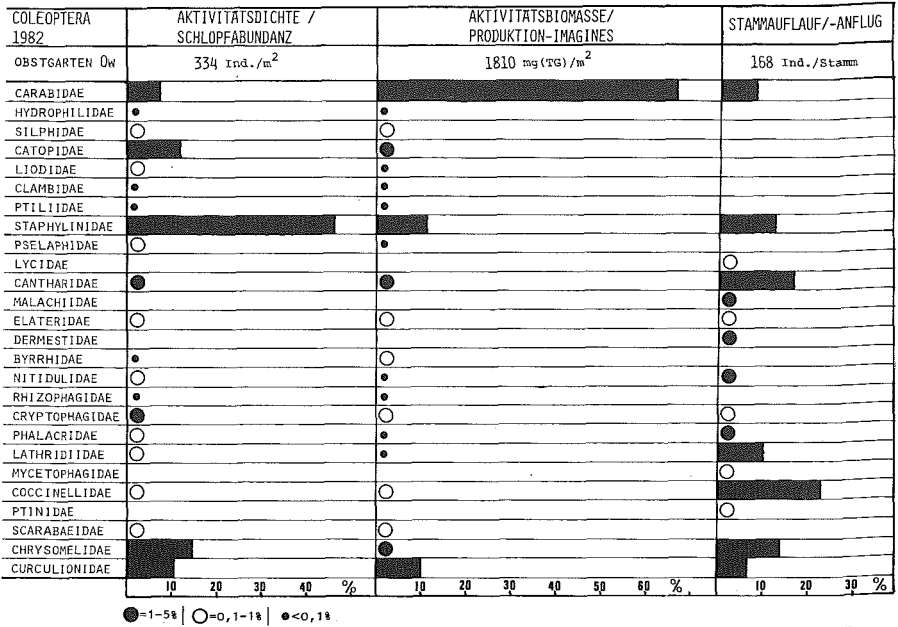 COLEOPTERA 1982
AKTIVITÄTSDICHTE / SCHLÜPFABUNDANZ
AKTIVITÄTSBIOMASSE/ PRODUKTION-IMAGINES
STAMMAUFLAUF/-ANFLUG
OBSTGARTEN Ow 334 Ind./m² 1810 mg(TG)/m² 168 Ind./Stamm
CARABIDAE
HYDROPHILIDAE
SILPHIDAE
CATOPIDAE
LIODIDAE
CLAMBIDAE
PTILIIDAE
STAPHYLINIDAE
PSELAPHIDAE
LYCIDAE
CANTHARIDAE
MALACHIIDAE
ELATERIDAE
DERMESTIDAE
BYRRHIDAE
NITIDULIDAE
RHIZOPHAGIDAE
CRYPTOPHAGIDAE
PHALACRIDAE
LATHRIDIIDAE
MYCETOPHAGIDAE
COCCINELLIDAE
PTINIDAE
SCARABAEIDAE
CHRYSOMELIDAE
CURCULIONIDAE
10 20 30 40 % 10 20 30 40 50 60 % 10 20 30 %
=1-5% =0,1-1% <0,1%